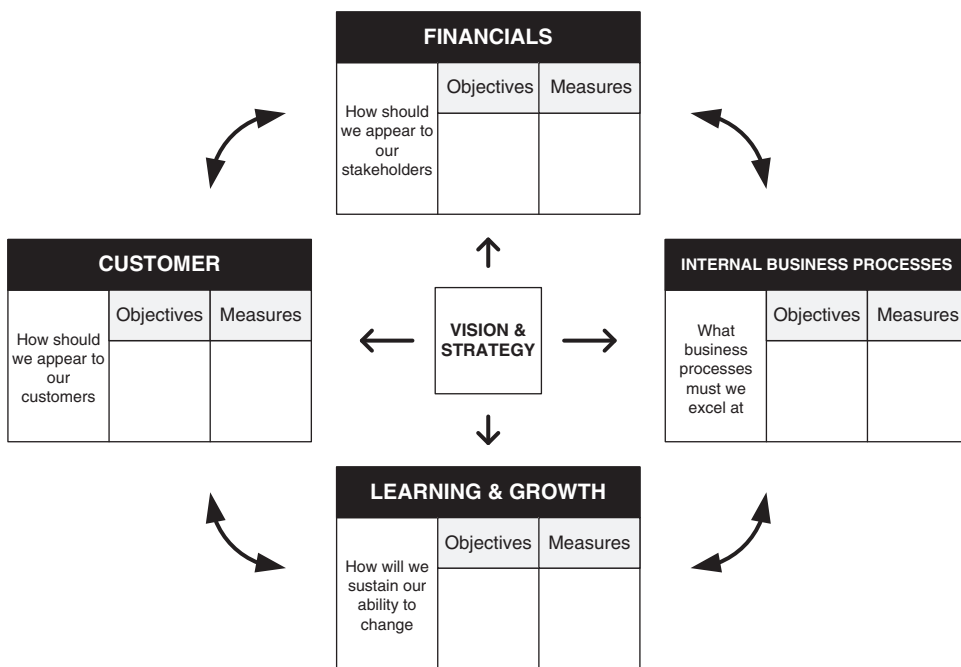 FINANCIALS
Objectives Measures
How should
we appear to
our
stakeholders
CUSTOMER
Objectives Measures
How should
we appear to
our
customers
VISION &
STRATEGY
INTERNAL BUSINESS PROCESSES
Objectives Measures
What
business
processes
must we
excel at
LEARNING & GROWTH
Objectives Measures
How will we
sustain our
ability to
change